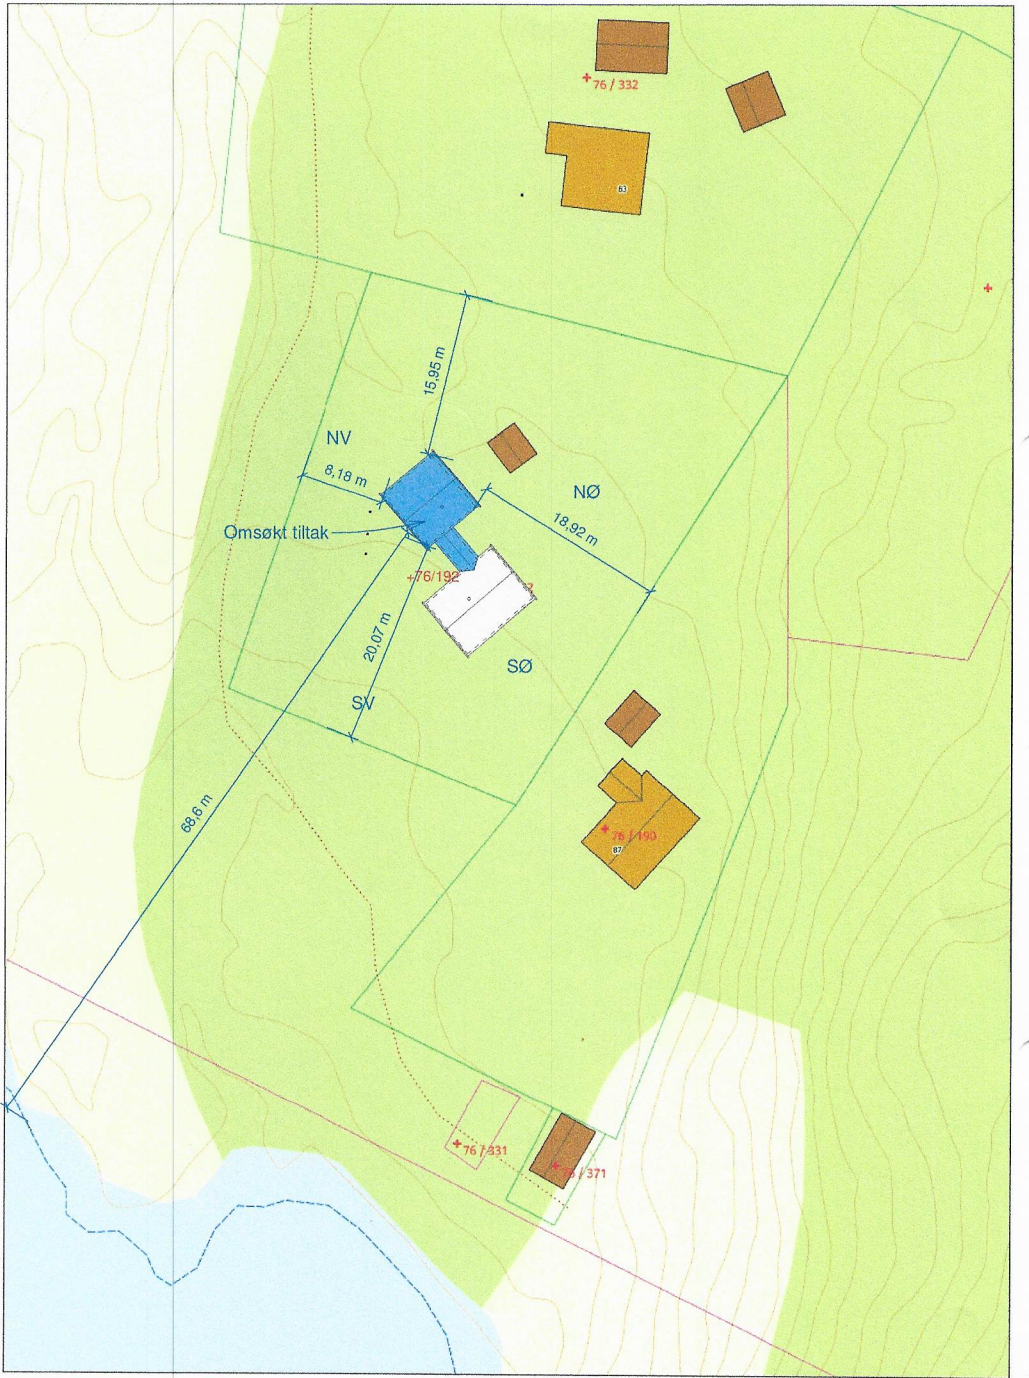 76 / 332
63
15,95 m
NV
8,18 m
NØ
18,92 m
Omsøkt tiltak
+76/192
20,07 m
SØ
SV
68,6 m
76 / 190
87
76 / 331
/ 371